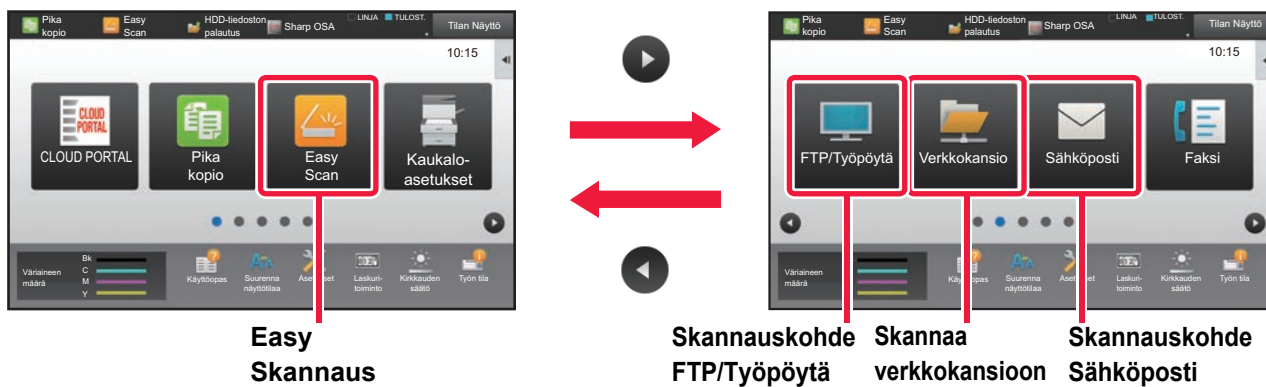 Pika kopio
Easy Scan
HDD-tiedoston palautus
Sharp OSA
LINJA
TULOST.
Tilan Näyttö
10:15
CLOUD PORTAL
CLOUD PORTAL
Pika kopio
Easy Scan
Kaukalo-
asetukset
Väriaineen
määrä
Bk
C
M
Y
Käyttöopas
Suurenna
näyttötilaa
Laskuri-
toiminto
Kirkkauden
säätö
Työn tila
Easy
Skannaus
Pika kopio
Easy Scan
HDD-tiedoston palautus
Sharp OSA
LINJA
TULOST.
Tilan Näyttö
10:15
FTP/Työpöytä
Verkkokansio
Sähköposti
Faksi
Väriaineen
määrä
Suurenna
näyttötilaa
Laskuri-
toiminto
Kirkkauden
säätö
Työn tila
Skannauskohde
FTP/Työpöytä
Skannaa
verkkokansioon
Skannauskohde
Sähköposti